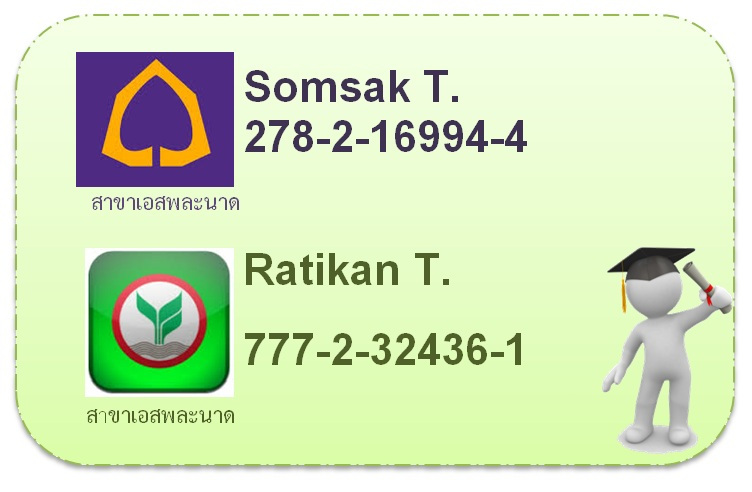 Somsak T.
278-2-16994-4
สาขาเอสพละนาด
Ratikan T.
777-2-32436-1
สาขาเอสพละนาด